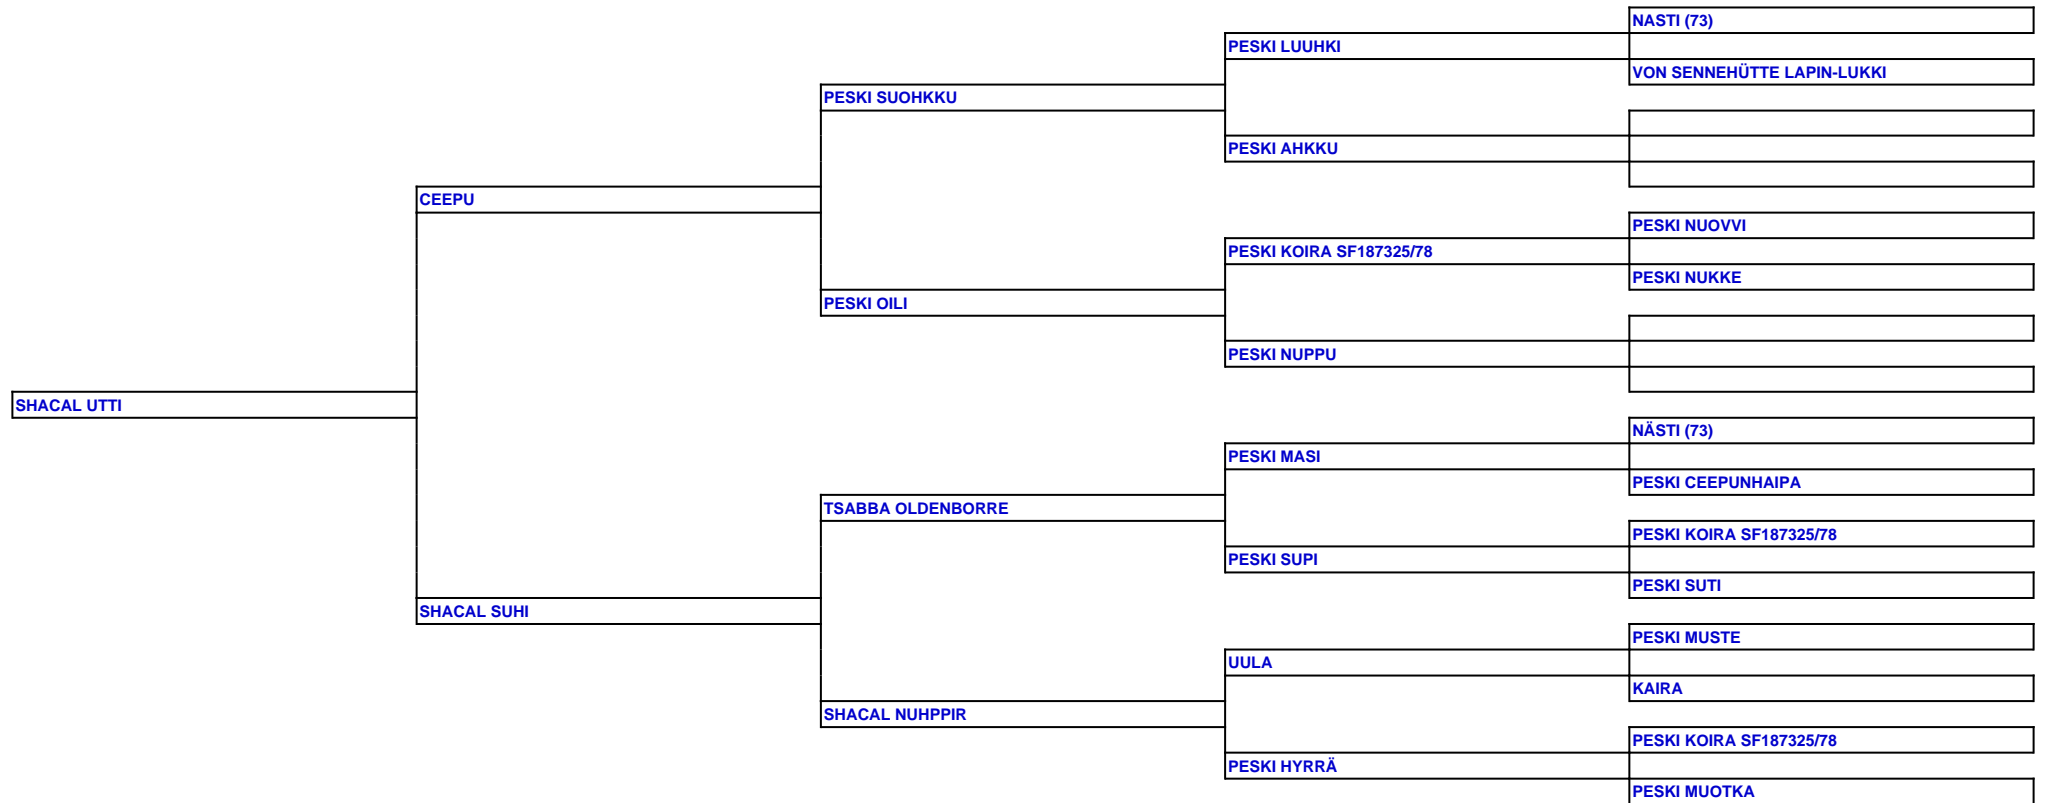 NASTI (73)
PESKI LUUHKI
VON SENNEHÜTTE LAPIN-LUKKI
PESKI SUOHKKU
PESKI AHKKU
CEEPU
PESKI NUOVVI
PESKI KOIRA SF187325/78
PESKI NUKKE
PESKI OILI
PESKI NUPPU
SHACAL UTTI
NÄSTI (73)
PESKI MASI
PESKI CEEPUNHAIPA
TSABBA OLDENBORRE
PESKI KOIRA SF187325/78
PESKI SUPI
PESKI SUTI
SHACAL SUHI
PESKI MUSTE
UULA
KAIRA
SHACAL NUHPPIR
PESKI KOIRA SF187325/78
PESKI HYRRÄ
PESKI MUOTKA